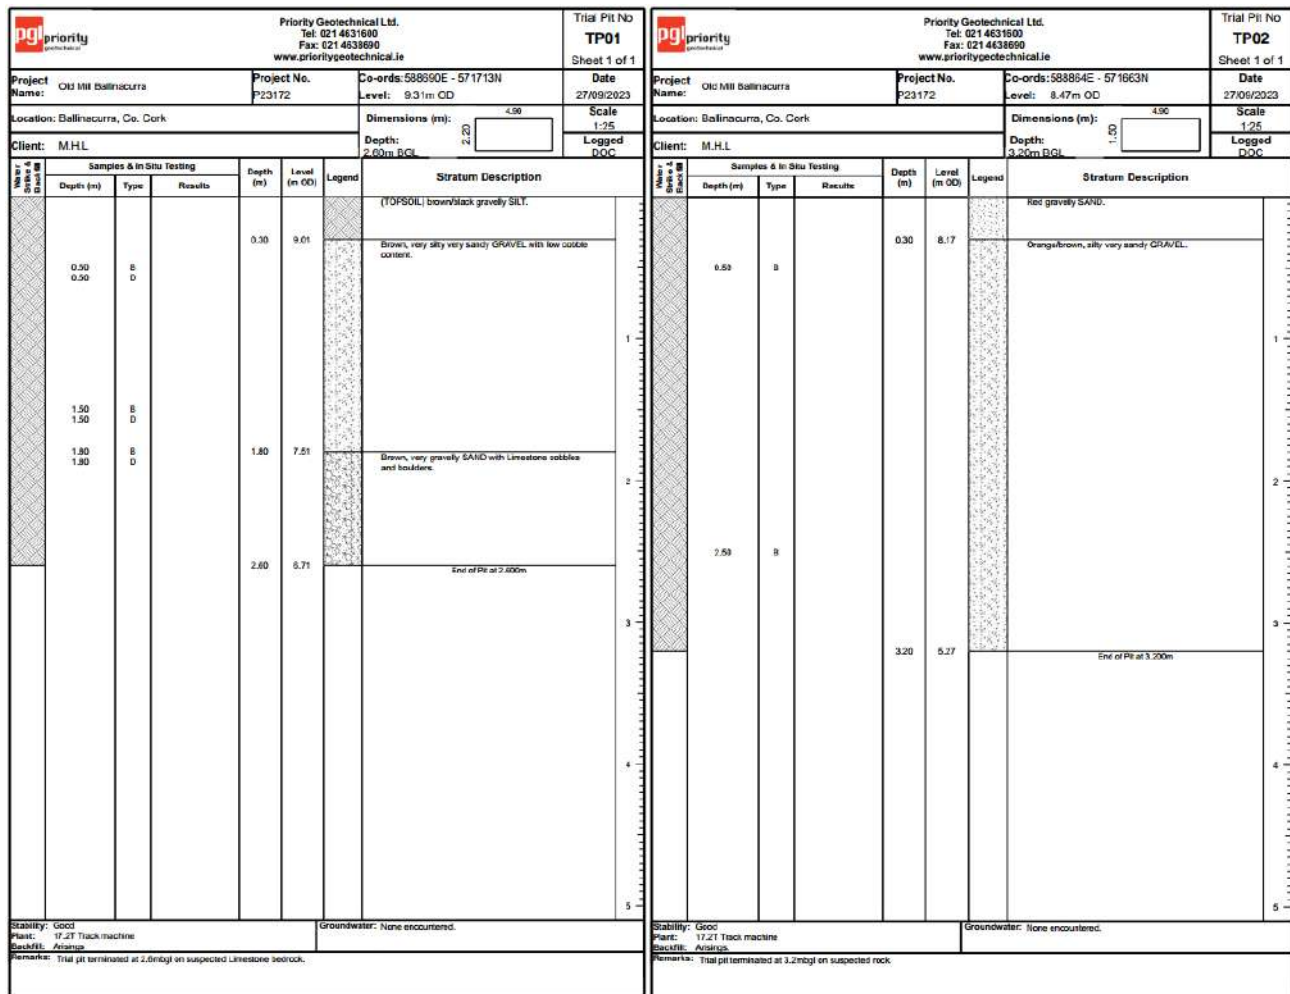 pgl priority
geotechnical
Priority Geotechnical Ltd.
Tel: 021 4631600
Fax: 021 4638690
www.prioritygeotechnical.ie
Trial Pit No
TP01
Sheet 1 of 1
Project Name: Old Mill Ballinacurra
Project No.
P23172
Co-ords: 588690E - 571713N
Level: 9.31m OD
Date
27/09/2023
Location: Ballinacurra, Co. Cork
Dimensions (m):
4.90
2.20
Scale
1:25
Client: M.H.L
Depth:
2.60m BGL
Logged
DOC
Water Strike & Backfill
Samples & In Situ Testing
Depth (m) Type Results
Depth (m)
Level (m OD)
Legend
Stratum Description
(TOPSOIL) brown/black gravelly SILT.
0.30 9.01
Brown, very silty very sandy GRAVEL with low cobble
content.
0.50 B
0.50 D
1
1.50 B
1.50 D
1.80 B
1.80 D
1.80 7.51
Brown, very gravelly SAND with Limestone cobbles
and boulders.
2
2.60 6.71
End of Pit at 2.600m
3
4
5
Stability: Good
Plant: 17.2T Track machine
Backfill: Arisings
Groundwater: None encountered.
Remarks: Trial pit terminated at 2.6mbgl on suspected Limestone bedrock.
pgl priority
geotechnical
Priority Geotechnical Ltd.
Tel: 021 4631600
Fax: 021 4638690
www.prioritygeotechnical.ie
Trial Pit No
TP02
Sheet 1 of 1
Project Name: Old Mill Ballinacurra
Project No.
P23172
Co-ords: 588864E - 571663N
Level: 8.47m OD
Date
27/09/2023
Location: Ballinacurra, Co. Cork
Dimensions (m):
4.90
1.50
Scale
1:25
Client: M.H.L
Depth:
3.20m BGL
Logged
DOC
Water Strike & Backfill
Samples & In Situ Testing
Depth (m) Type Results
Depth (m)
Level (m OD)
Legend
Stratum Description
Red gravelly SAND.
0.30 8.17
Orange/brown, silty very sandy GRAVEL.
0.50 B
1
2
2.50 B
3
3.20 5.27
End of Pit at 3.200m
4
5
Stability: Good
Plant: 17.2T Track machine
Backfill: Arisings.
Groundwater: None encountered.
Remarks: Trial pit terminated at 3.2mbgl on suspected rock